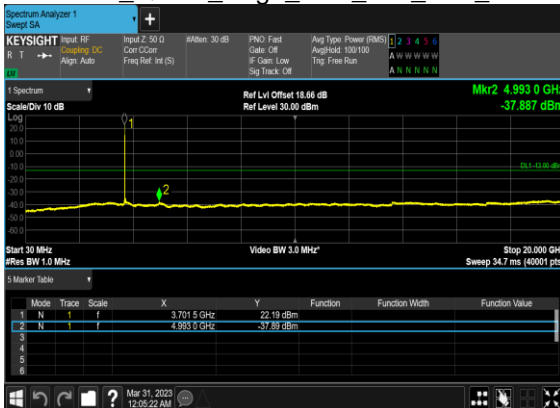 Spectrum Analyzer 1
Swept SA
KEYSIGHT Input: RF Input Z: 50 Ω #Atten: 30 dB PNO: Fast Avg Type: Power (RMS) 1 2 3 4 5 6
R T Coupling: DC Corr CCorr Gate: Off Avg|Hold: 100/100 A W W W W W
Align: Auto Freq Ref: Int (S) IF Gain: Low Trig: Free Run
Sig Track: Off A N N N N N
1 Spectrum Ref Lvl Offset 18.66 dB Mkr2 4.993 0 GHz
Scale/Div 10 dB Ref Level 30.00 dBm -37.887 dBm
Log
20.0 1
10.0
0.00
-10.0 DL1 -13.00 dBm
-20.0
-30.0 2
-40.0
-50.0
-60.0
Start 30 MHz Video BW 3.0 MHz* Stop 20.000 GH
#Res BW 1.0 MHz Sweep 34.7 ms (40001 pts
5 Marker Table
Mode Trace Scale X Y Function Function Width Function Value
1 N 1 f 3.701 5 GHz 22.19 dBm
2 N 1 f 4.993 0 GHz -37.89 dBm
3
4
5
6
? Mar 31, 2023
12:05:22 AM